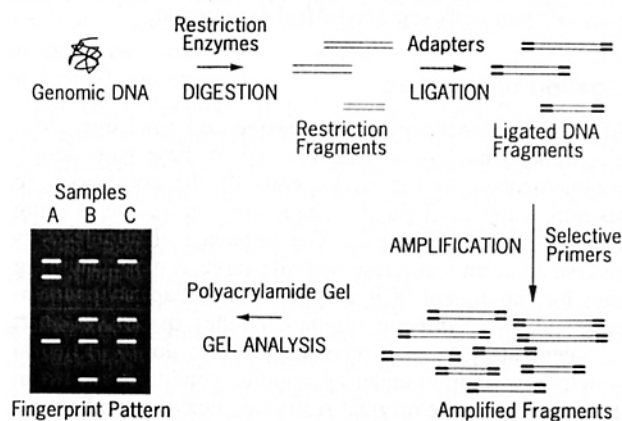 Restriction
Enzymes
Genomic DNA
DIGESTION
Restriction
Fragments
Adapters
LIGATION
Ligated DNA
Fragments
AMPLIFICATION
Selective
Primers
Amplified Fragments
Polyacrylamide Gel
GEL ANALYSIS
Samples
A B C
Fingerprint Pattern